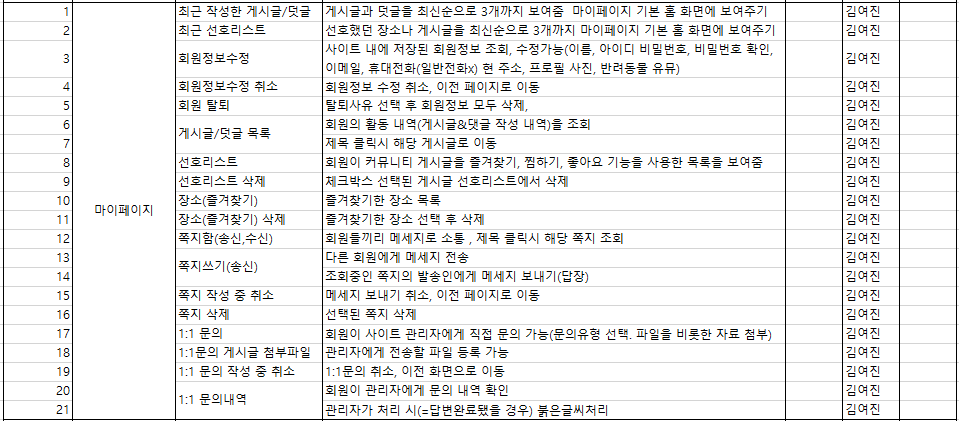 1 최근 작성한 게시글/덧글 게시글과 덧글을 최신순으로 3개까지 보여줌 마이페이지 기본 홈 화면에 보여주기 김여진
2 최근 선호리스트 선호했던 장소나 게시글을 최신순으로 3개까지 마이페이지 기본 홈 화면에 보여주기 김여진
3 회원정보수정 사이트 내에 저장된 회원정보 조회, 수정가능(이름, 아이디 비밀번호, 비밀번호 확인, 김여진
이메일, 휴대전화(일반전화x) 현 주소, 프로필 사진, 반려동물 유뮤)
4 회원정보수정 취소 회원정보 수정 취소, 이전 페이지로 이동 김여진
5 회원 탈퇴 탈퇴사유 선택 후 회원정보 모두 삭제, 김여진
6 게시글/덧글 목록 회원의 활동 내역(게시글&댓글 작성 내역)을 조회 김여진
7 제목 클릭시 해당 게시글로 이동 김여진
8 선호리스트 회원이 커뮤니티 게시글을 즐겨찾기, 찜하기, 좋아요 기능을 사용한 목록을 보여줌 김여진
9 선호리스트 삭제 체크박스 선택된 게시글 선호리스트에서 삭제 김여진
10 장소(즐겨찾기) 즐겨찾기한 장소 목록 김여진
마이페이지
11 장소(즐겨찾기) 삭제 즐겨찾기한 장소 선택 후 삭제 김여진
12 쪽지함(송신,수신) 회원들끼리 메세지로 소통 , 제목 클릭시 해당 쪽지 조회 김여진
13 쪽지쓰기(송신) 다른 회원에게 메세지 전송 김여진
14 조회중인 쪽지의 발송인에게 메세지 보내기(답장) 김여진
15 쪽지 작성 중 취소 메세지 보내기 취소, 이전 페이지로 이동 김여진
16 쪽지 삭제 선택된 쪽지 삭제 김여진
17 1:1 문의 회원이 사이트 관리자에게 직접 문의 가능(문의유형 선택. 파일을 비롯한 자료 첨부) 김여진
18 1:1문의 게시글 첨부파일 관리자에게 전송할 파일 등록 가능 김여진
19 1:1 문의 작성 중 취소 1:1문의 취소, 이전 화면으로 이동 김여진
20 1:1 문의내역 회원이 관리자에게 문의 내역 확인 김여진
21 관리자가 처리 시(=답변완료됐을 경우) 붉은글씨처리 김여진